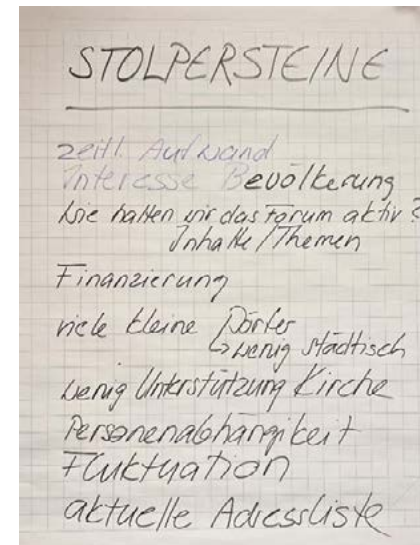 STOLPERSTEINE
zeitl. Aufwand
Interesse Bevölkerung
Wie halten wir das Forum aktiv?
Inhalte/Themen
Finanzierung
viele kleine Dörfer
↳ wenig städtisch
wenig Unterstützung Kirche
Personenabhängigkeit
Fluktuation
aktuelle Adressliste